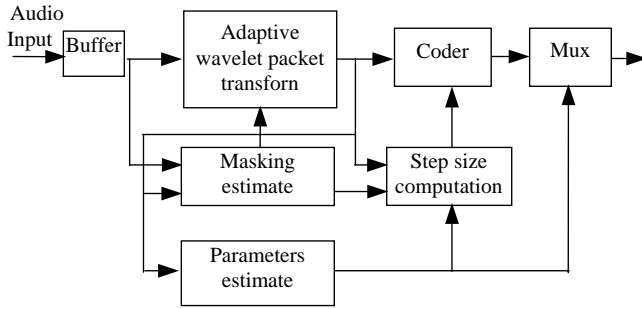 Audio
Input
Buffer
Adaptive
wavelet packet
transforn
Coder
Mux
Masking
estimate
Step size
computation
Parameters
estimate